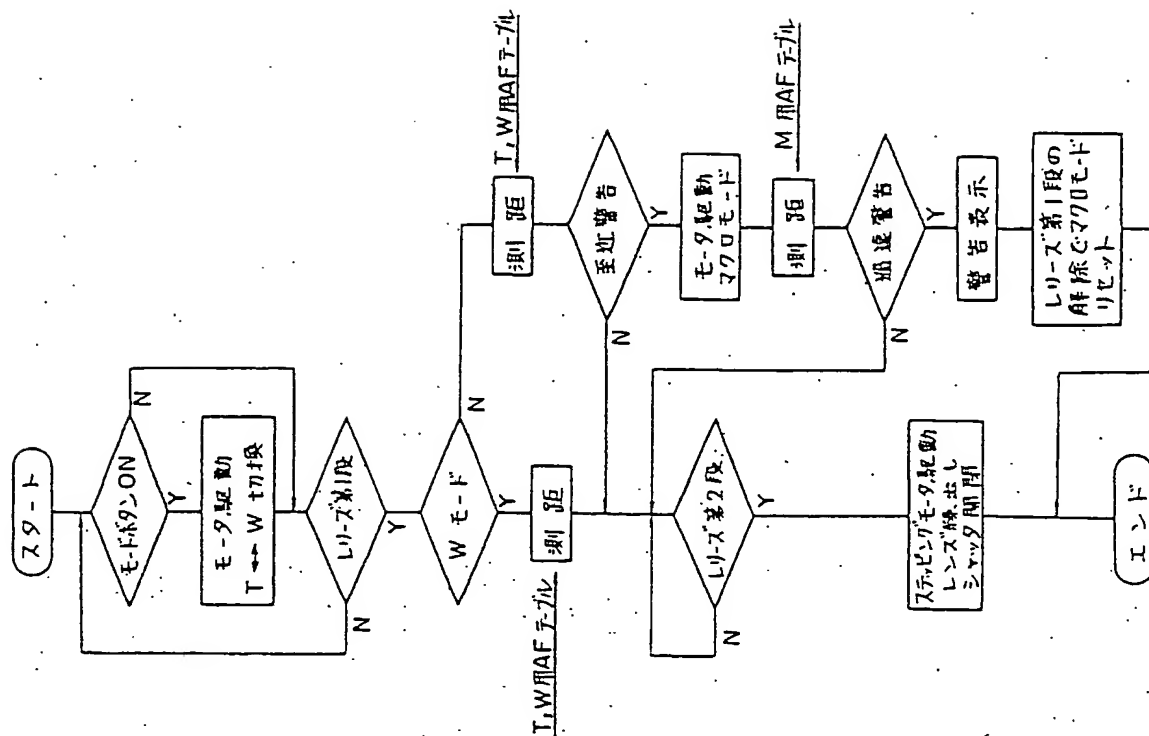 スタート
モードボタンON
N
Y
モータ駆動
T ↔ W 切換
レリーズ第1段
N
Y
W モード
N
Y
測 距
T,W用AFテーブル
測 距
T,W用AFテーブル
至近警告
N
Y
モータ駆動
マクロモード
測 距
M 用AFテーブル
警告
N
Y
警告表示
レリーズ第1段の
解除でマクロモード
リセット
レリーズ第2段
N
Y
ステッピングモータ駆動
レンズ繰出し
シャッタ開閉
エンド